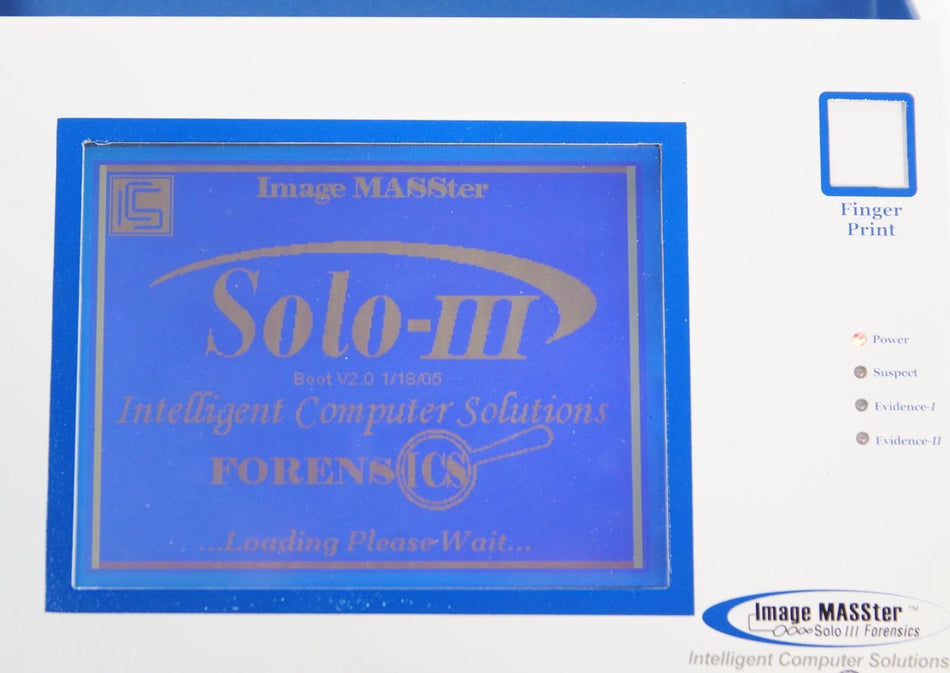 ICS
Image MASSter
Solo-III
Boot V2.0 1/18/05
Intelligent Computer Solutions
FORENSICS
...Loading Please Wait...
Finger
Print
Power
Suspect
Evidence-I
Evidence-II
Image MASSter™
Solo III Forensics
Intelligent Computer Solutions